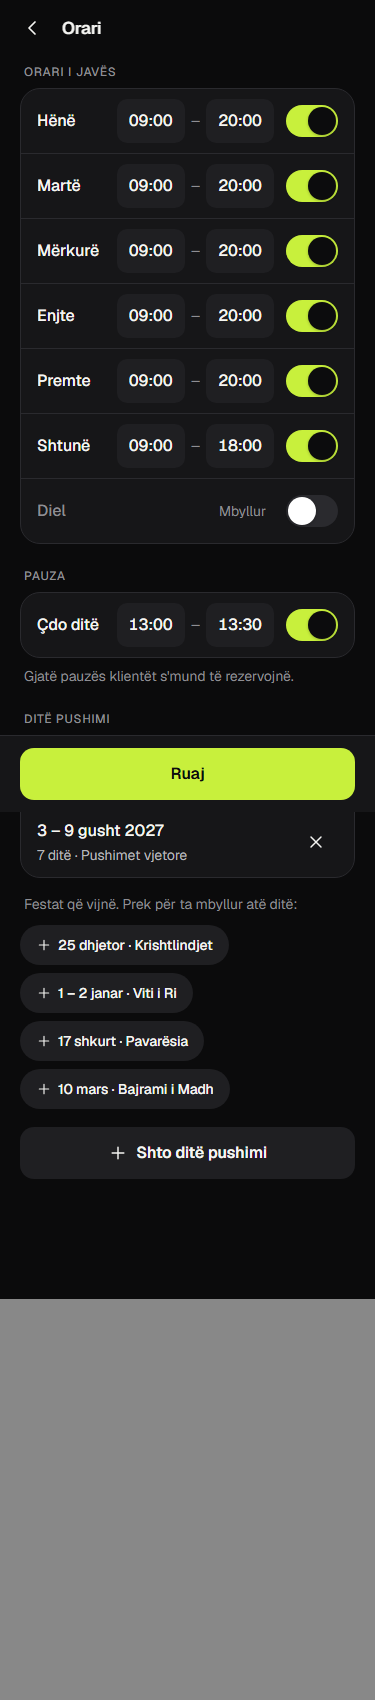 Orari
ORARI I JAVËS
Hënë 09:00 – 20:00
Martë 09:00 – 20:00
Mërkurë 09:00 – 20:00
Enjte 09:00 – 20:00
Premte 09:00 – 20:00
Shtunë 09:00 – 18:00
Diel Mbyllur
PAUZA
Çdo ditë 13:00 – 13:30
Gjatë pauzës klientët s'mund të rezervojnë.
DITË PUSHIMI
Ruaj
3 – 9 gusht 2027
7 ditë · Pushimet vjetore
Festat që vijnë. Prek për ta mbyllur atë ditë:
+ 25 dhjetor · Krishtlindjet
+ 1 – 2 janar · Viti i Ri
+ 17 shkurt · Pavarësia
+ 10 mars · Bajrami i Madh
+ Shto ditë pushimi